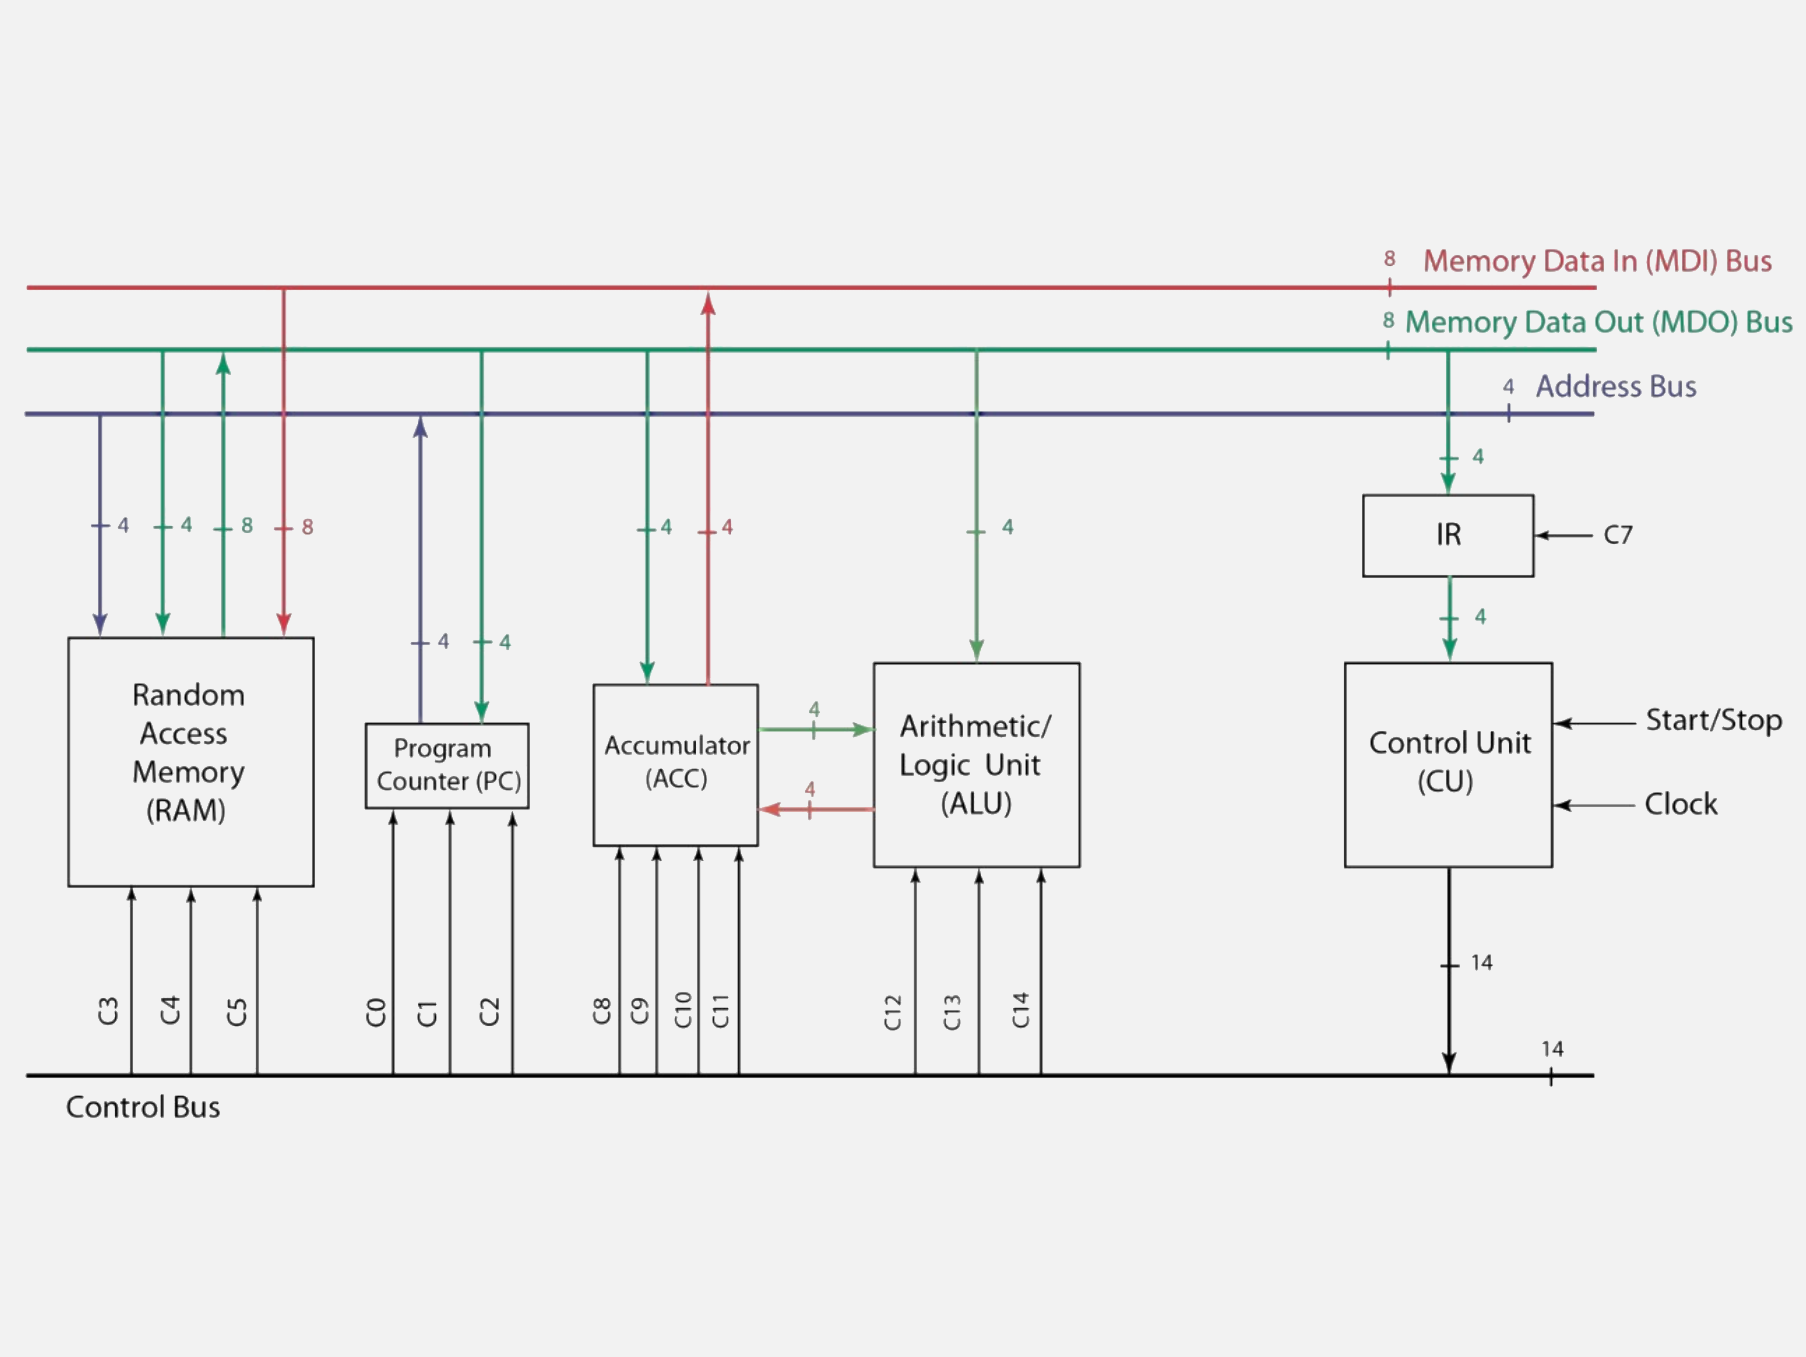 8 Memory Data In (MDI) Bus
8 Memory Data Out (MDO) Bus
4 Address Bus
4
4
8
8
4
4
4
4
4
4
IR
C7
4
Random
Access
Memory
(RAM)
Program
Counter (PC)
Accumulator
(ACC)
4
4
Arithmetic/
Logic Unit
(ALU)
Control Unit
(CU)
Start/Stop
Clock
C3
C4
C5
C0
C1
C2
C8
C9
C10
C11
C12
C13
C14
14
14
Control Bus